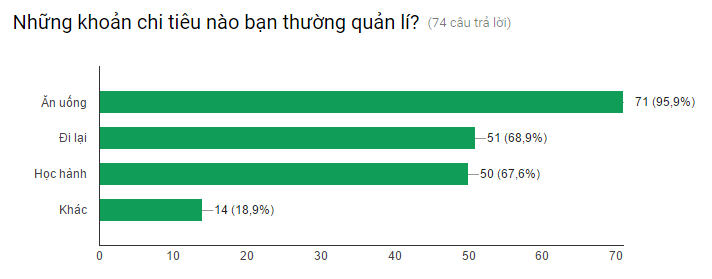 Những khoản chi tiêu nào bạn thường quản lí? (74 câu trả lời)
Ăn uống 71 (95,9%)
Đi lại 51 (68,9%)
Học hành 50 (67,6%)
Khác 14 (18,9%)
0 10 20 30 40 50 60 70